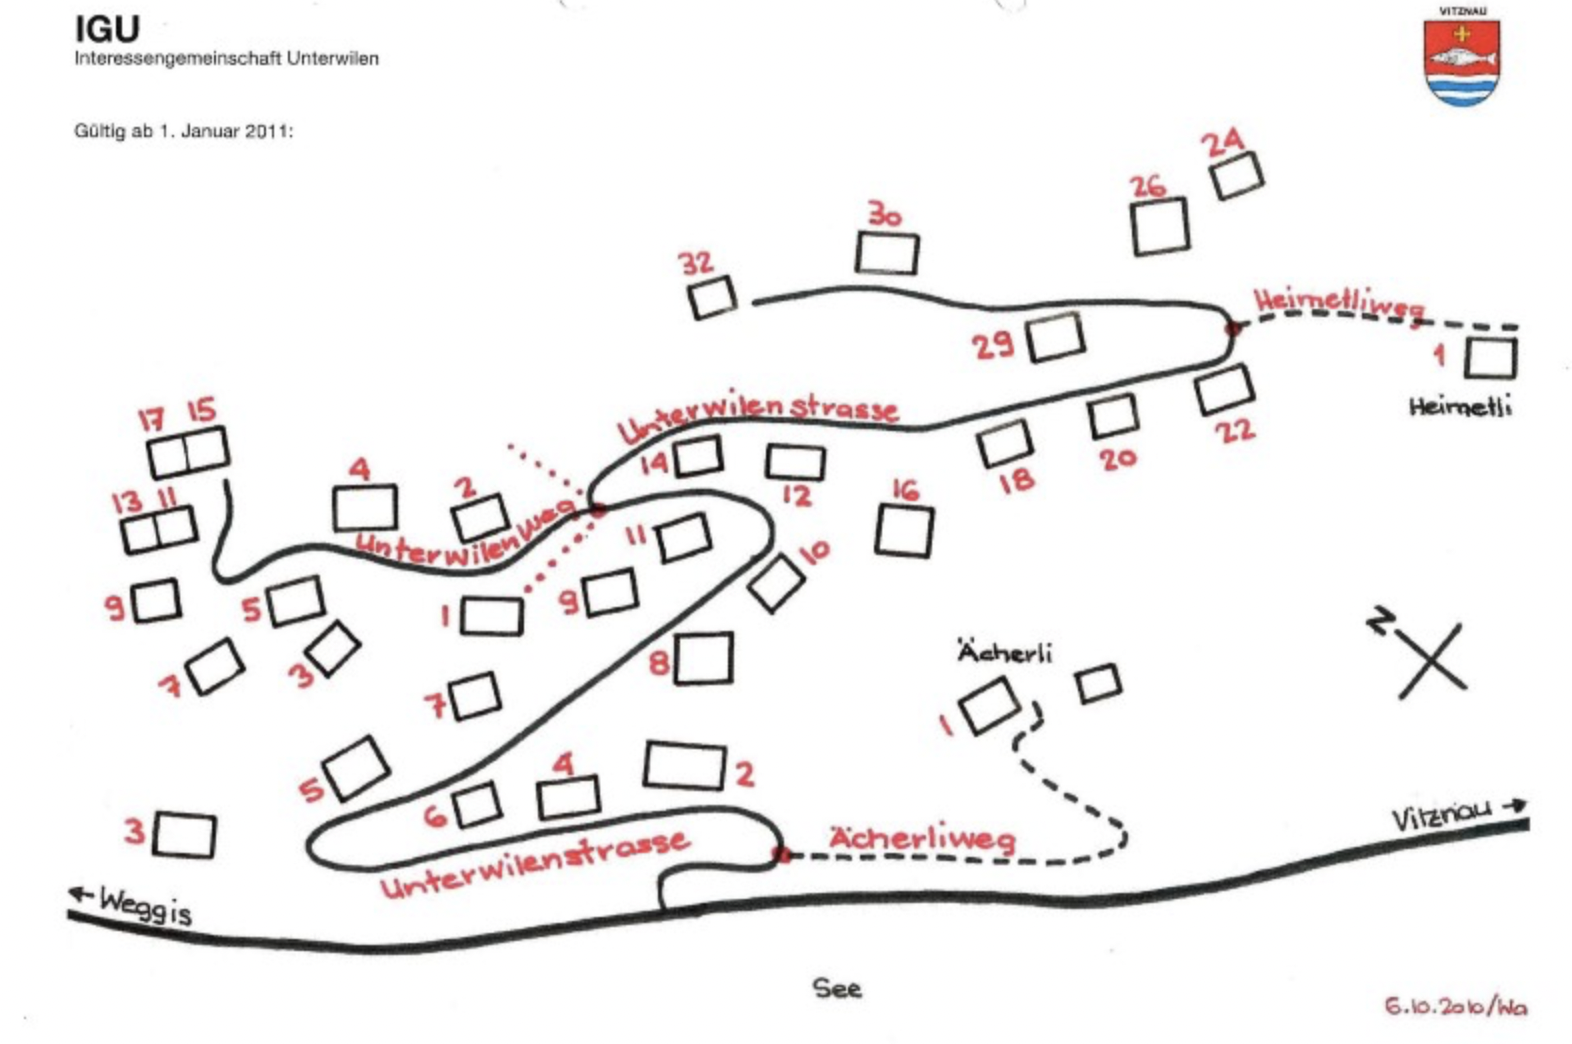 IGU
Interessengemeinschaft Unterwilen
VITZNAU
Gültig ab 1. Januar 2011:
24
26
30
32
Heimetliweg
29
1
Heimetli
Unterwilenstrasse
17 15
22
14
20
18
12
4
2
16
13 11
Unterwilenweg
11
10
9
5
1
9
3
7
8
Ächerli
N
7
1
5
4
2
6
3
Vitznau →
Ächerliweg
Unterwilenstrasse
← Weggis
See
6.10.2010/Wa